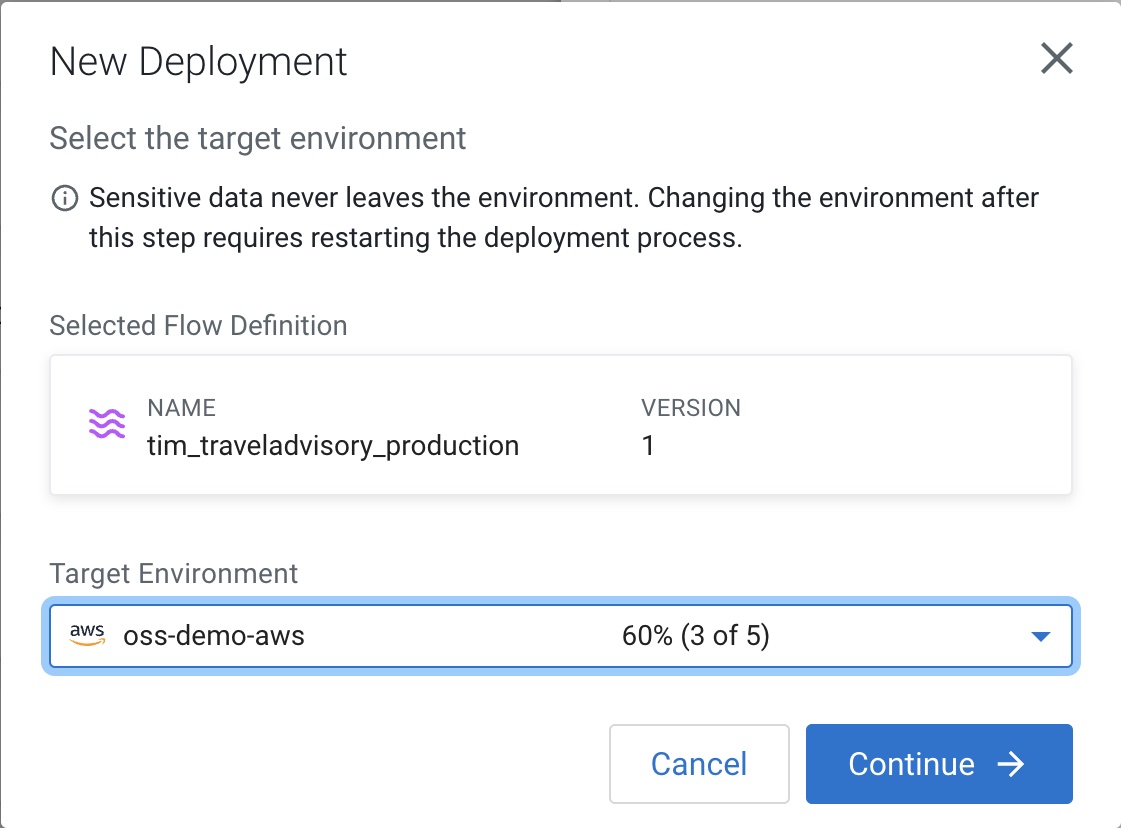 New Deployment
Select the target environment
Sensitive data never leaves the environment. Changing the environment after
this step requires restarting the deployment process.
Selected Flow Definition
NAME VERSION
tim_traveladvisory_production 1
Target Environment
aws oss-demo-aws 60% (3 of 5)
Cancel Continue